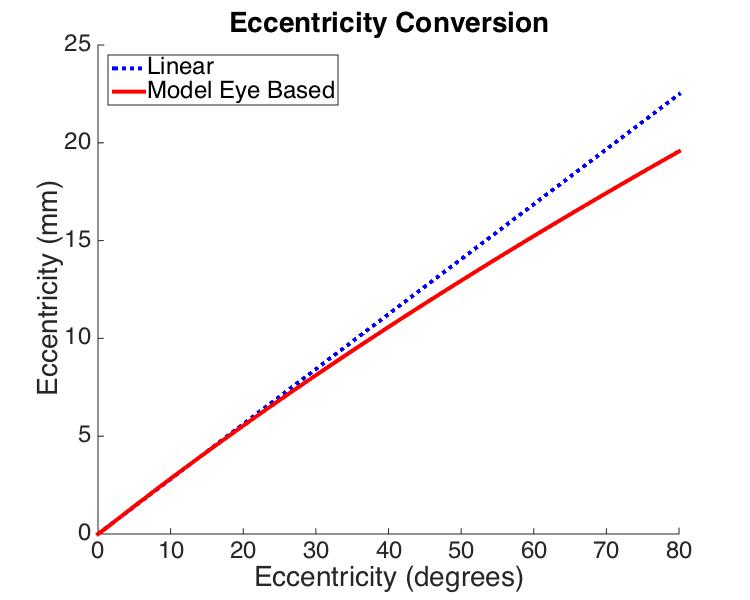 Eccentricity Conversion
25
Linear
Model Eye Based
20
15
10
5
0
Eccentricity (mm)
0 10 20 30 40 50 60 70 80
Eccentricity (degrees)